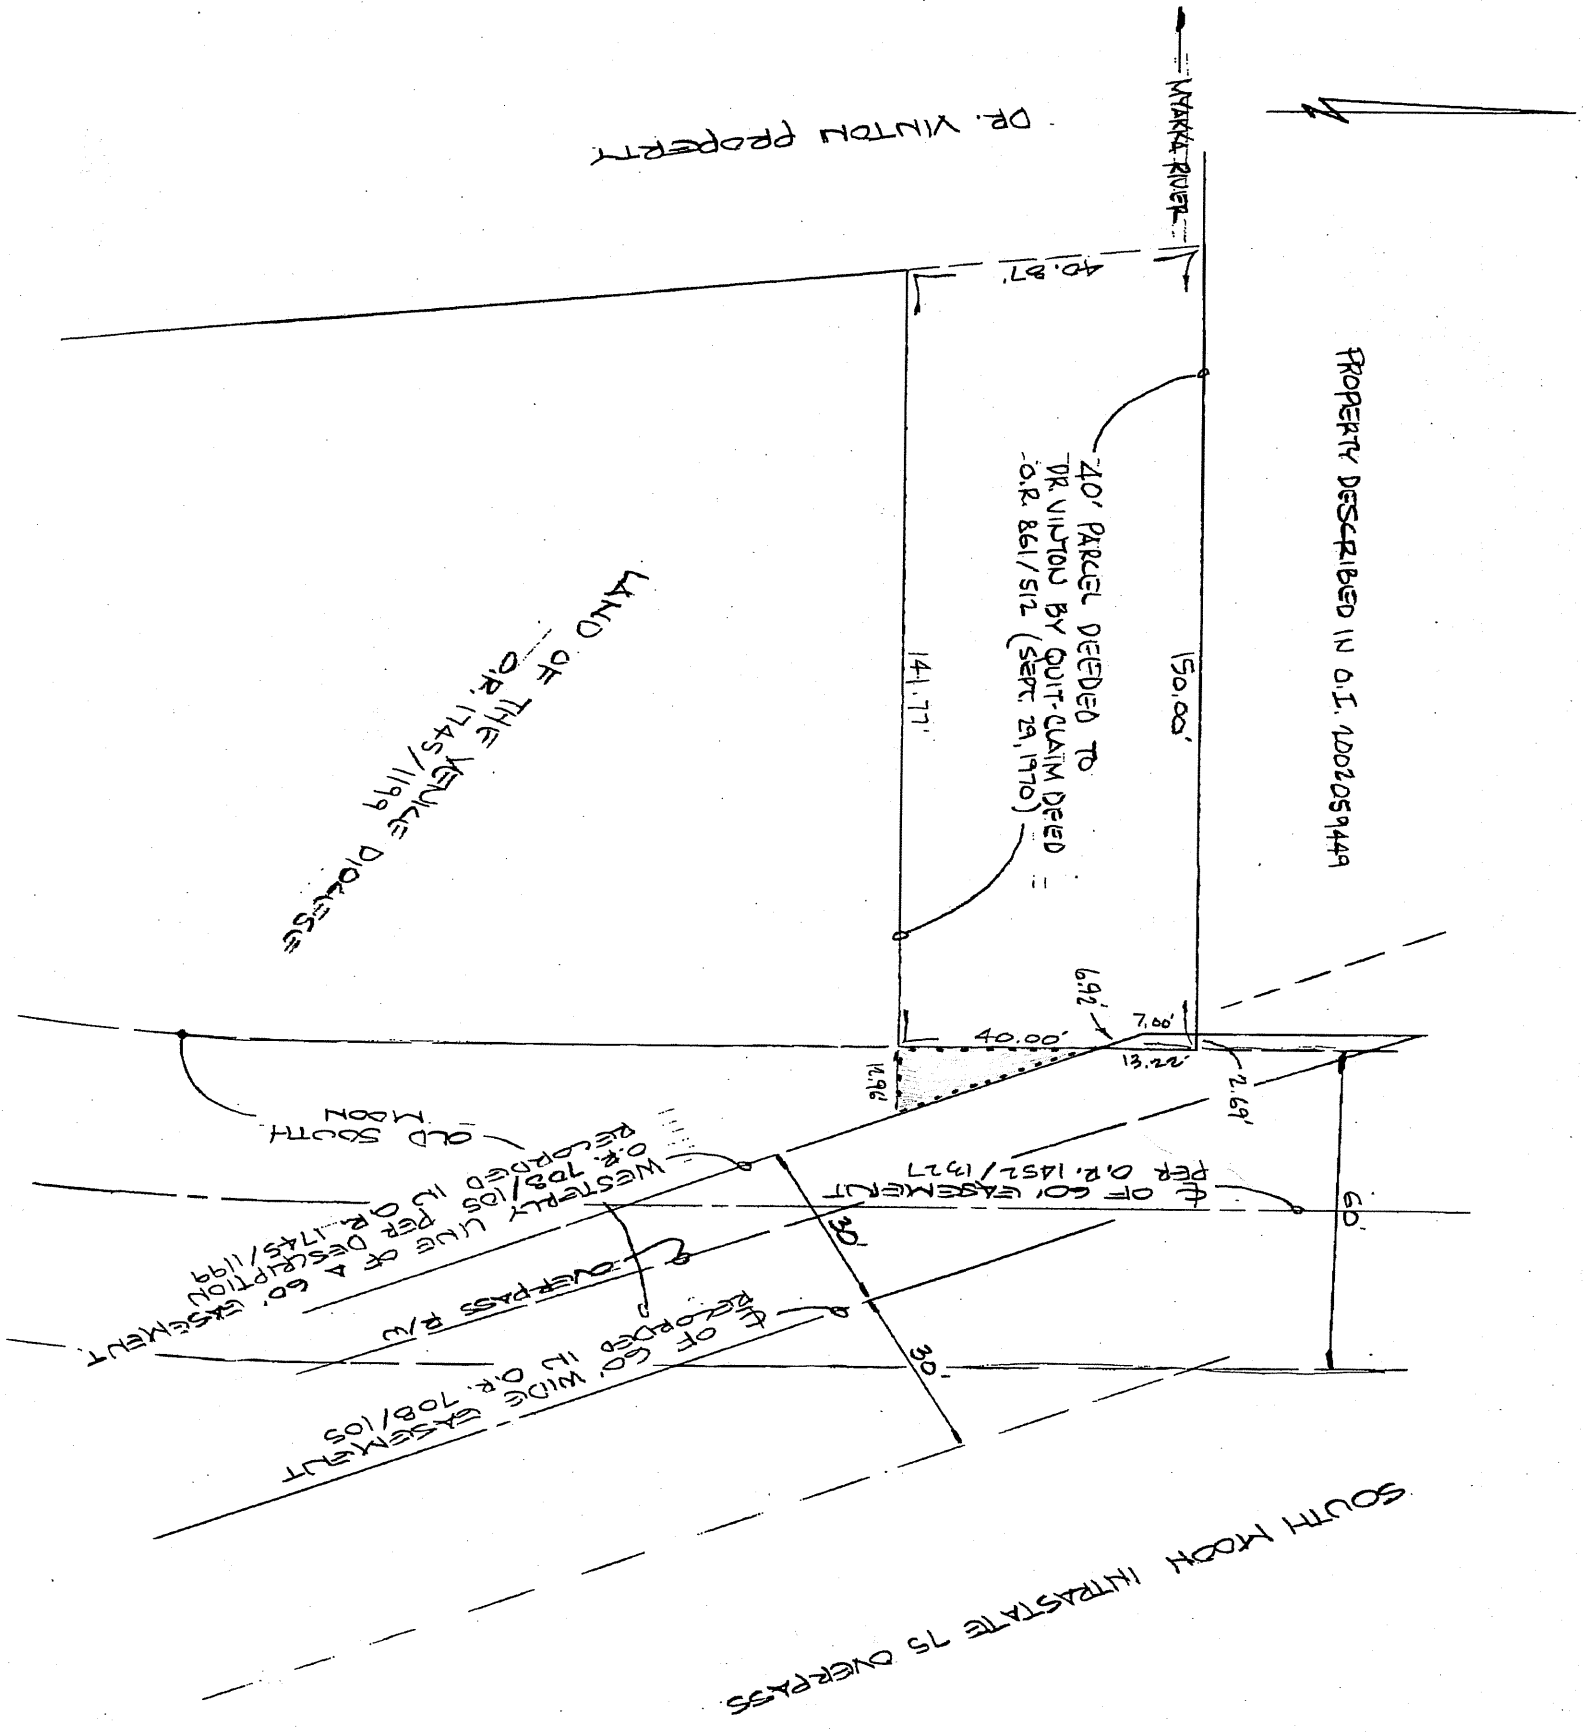 MYAKKA RIVER
DR. VINTON PROPERTY
40.87'
PROPERTY DESCRIBED IN O.I. 2002059449
40' PARCEL DEEDED TO
DR. VINTON BY QUIT-CLAIM DEED
O.R. 861/512 (SEPT. 29, 1970)
150.00'
141.77'
LAND OF THE VENICE DIOCESE
O.R. 1745/1199
6.92'
7.00'
40.00'
13.22'
12.96'
2.69'
OLD SOUTH
MOON
WESTERLY LINE OF A 60' EASEMENT
O.R. 708/105 PER DESCRIPTION
RECORDED IN O.R. 1745/1199
℄ OF 60' EASEMENT
PER O.R. 1452/1327
60'
30'
30'
OVERPASS R/W
℄ OF 60' WIDE EASEMENT
RECORDED IN O.R. 708/105
SOUTH MOON INTRASTATE 75 OVERPASS